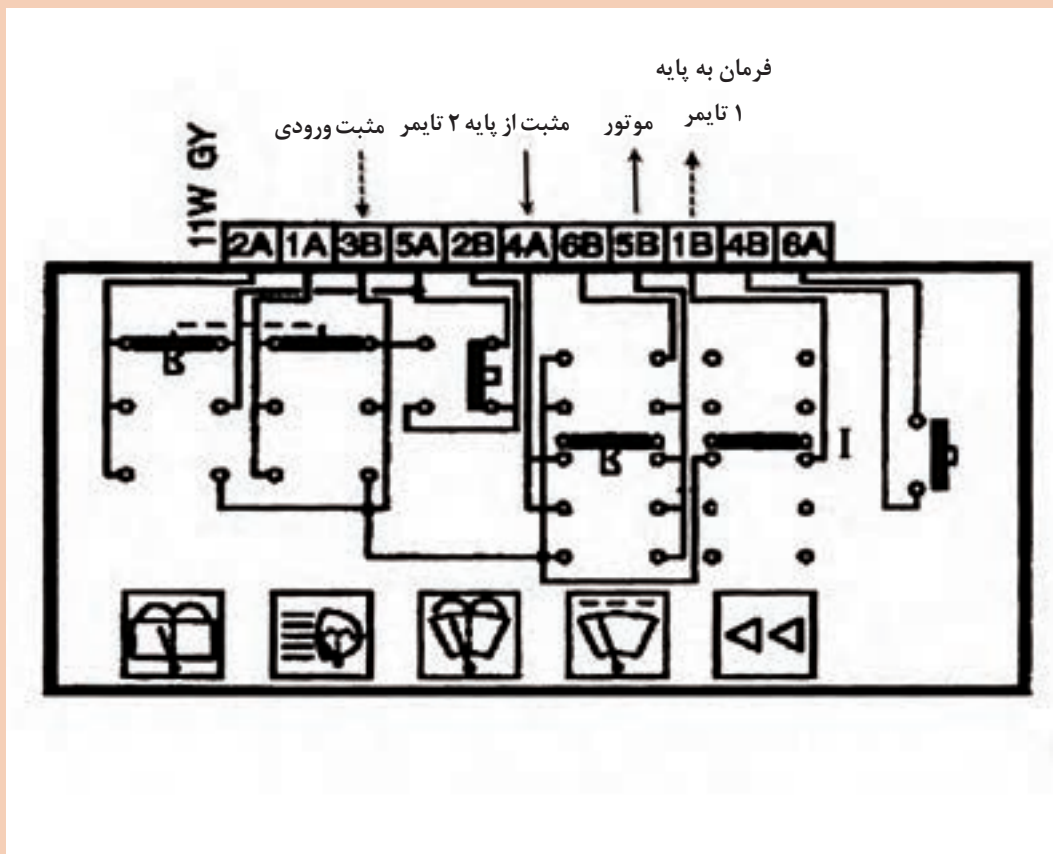 فرمان به پایه
۱ تایمر
موتور
مثبت از پایه ۲ تایمر
مثبت ورودی
11W GY
2A 1A 3B 5A 2B 4A 6B 5B 1B 4B 6A
I